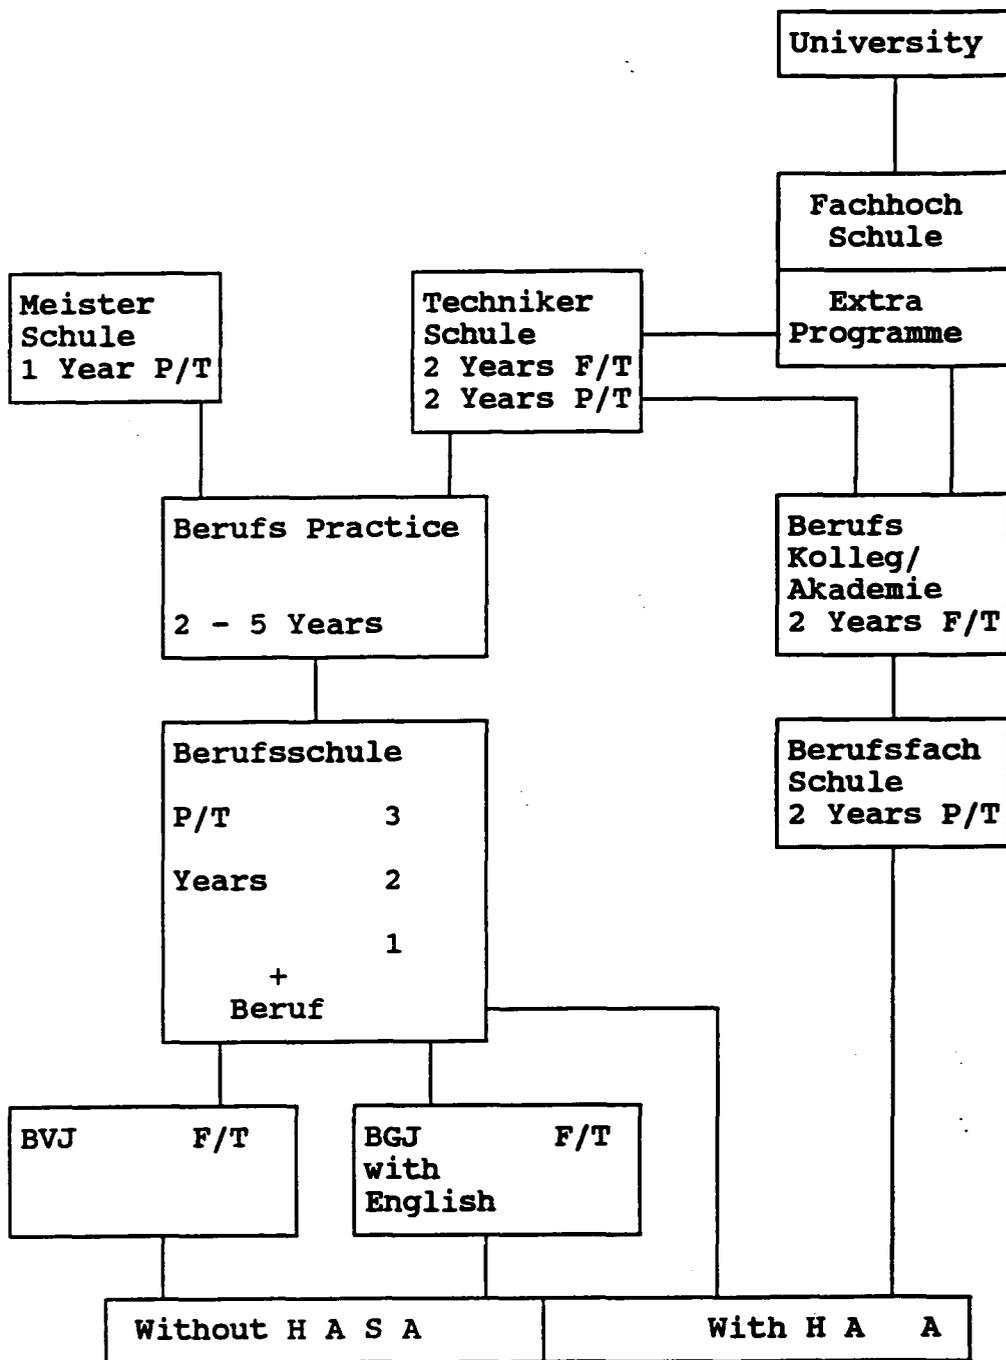 University
Fachhoch
Schule
Extra
Programme
Meister
Schule
1 Year P/T
Techniker
Schule
2 Years F/T
2 Years P/T
Berufs Practice
2 - 5 Years
Berufs
Kolleg/
Akademie
2 Years F/T
Berufsschule
P/T 3
Years 2
1
+
Beruf
Berufsfach
Schule
2 Years P/T
BVJ F/T
BGJ F/T
with
English
Without H A S A
With H A A